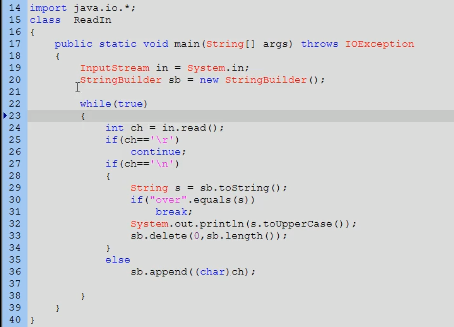 14 import java.io.*;
15 class  ReadIn
16 {
17     public static void main(String[] args) throws IOException
18     {
19         InputStream in = System.in;
20         StringBuilder sb = new StringBuilder();
21
22         while(true)
23         {
24             int ch = in.read();
25             if(ch=='\r')
26                 continue;
27             if(ch=='\n')
28             {
29                 String s = sb.toString();
30                 if("over".equals(s))
31                     break;
32                 System.out.println(s.toUpperCase());
33                 sb.delete(0,sb.length());
34             }
35             else
36                 sb.append((char)ch);
37
38         }
39     }
40 }